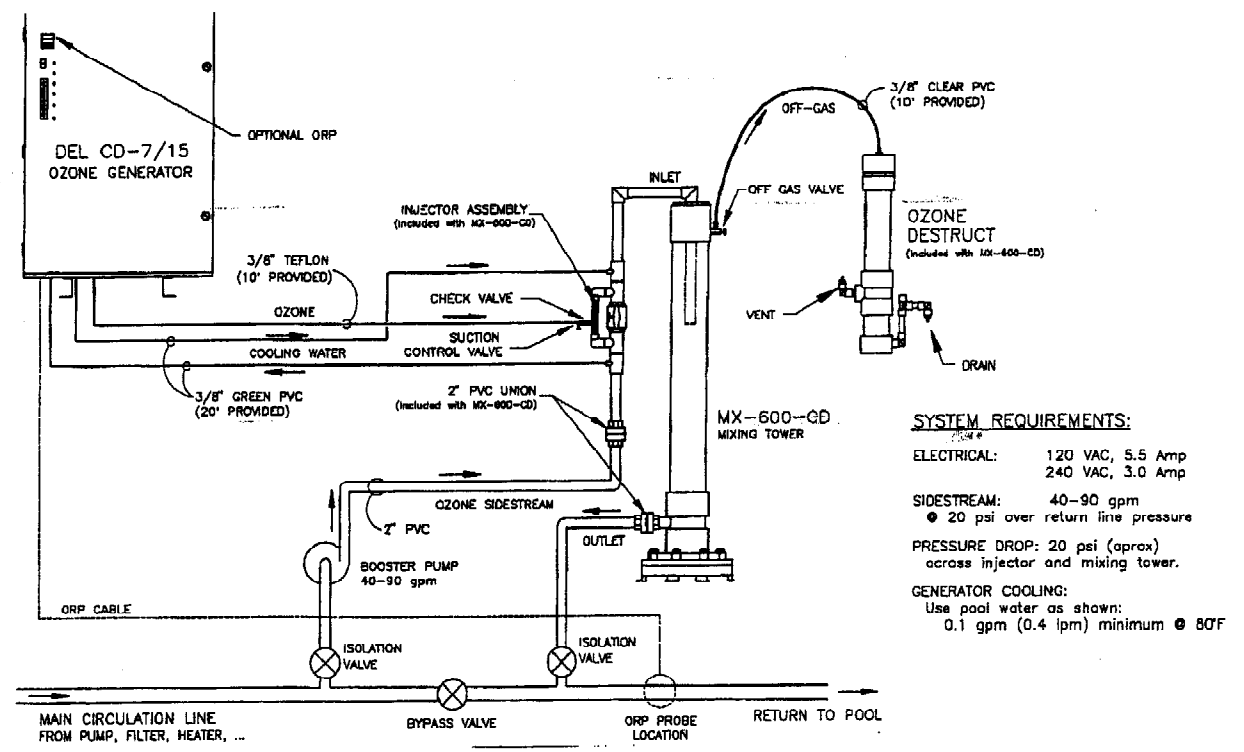 OPTIONAL ORP
DEL CD-7/15
OZONE GENERATOR
3/8" CLEAR PVC
(10' PROVIDED)
OFF-GAS
INLET
OFF GAS VALVE
INJECTOR ASSEMBLY
(included with MX-600-CD)
OZONE
DESTRUCT
(included with MX-600-CD)
3/8" TEFLON
(10' PROVIDED)
CHECK VALVE
OZONE
VENT
SUCTION
CONTROL VALVE
COOLING WATER
DRAIN
3/8" GREEN PVC
(20' PROVIDED)
2" PVC UNION
(included with MX-600-CD)
MX-600-CD
MIXING TOWER
SYSTEM REQUIREMENTS:
ELECTRICAL: 120 VAC, 5.5 Amp
240 VAC, 3.0 Amp
SIDESTREAM: 40-90 gpm
@ 20 psi over return line pressure
PRESSURE DROP: 20 psi (aprox)
across injector and mixing tower.
GENERATOR COOLING:
Use pool water as shown:
0.1 gpm (0.4 lpm) minimum @ 80°F
OZONE SIDESTREAM
2" PVC
OUTLET
BOOSTER PUMP
40-90 gpm
ORP CABLE
ISOLATION
VALVE
ISOLATION
VALVE
MAIN CIRCULATION LINE
FROM PUMP, FILTER, HEATER, ...
BYPASS VALVE
ORP PROBE
LOCATION
RETURN TO POOL